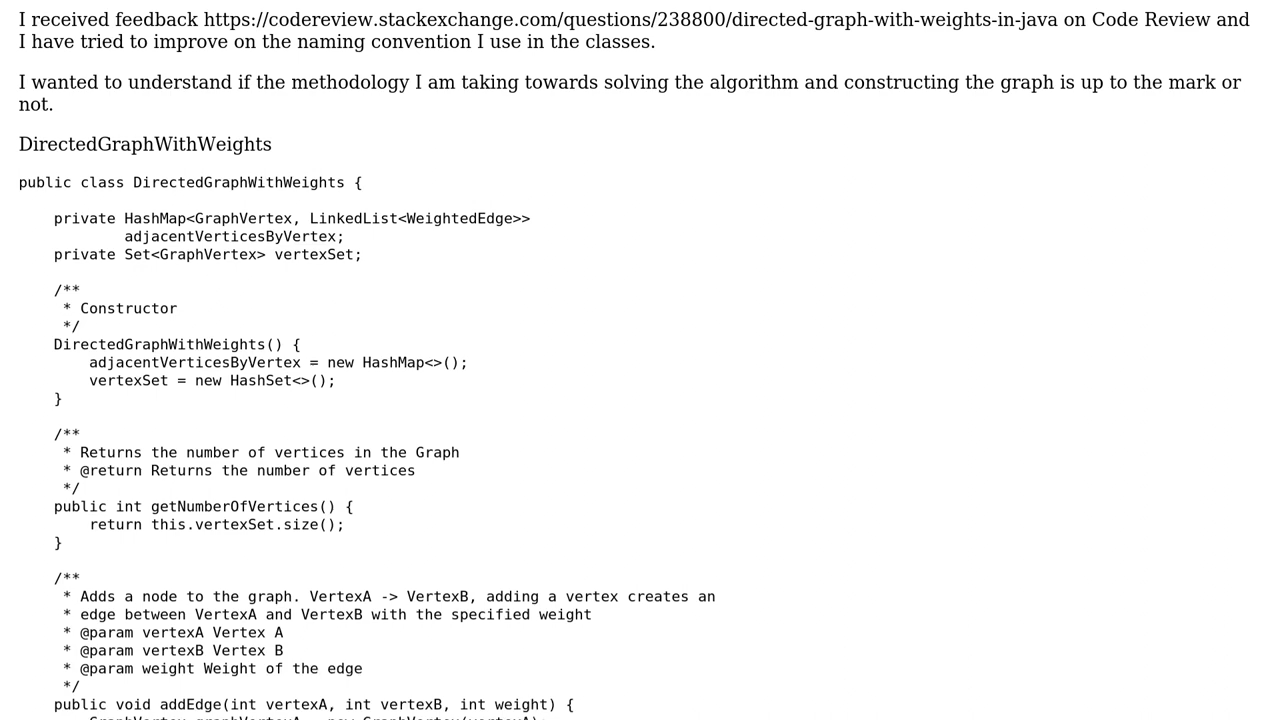 I received feedback https://codereview.stackexchange.com/questions/238800/directed-graph-with-weights-in-java on Code Review and
I have tried to improve on the naming convention I use in the classes.
I wanted to understand if the methodology I am taking towards solving the algorithm and constructing the graph is up to the mark or
not.
DirectedGraphWithWeights
public class DirectedGraphWithWeights {
    private HashMap<GraphVertex, LinkedList<WeightedEdge>>
            adjacentVerticesByVertex;
    private Set<GraphVertex> vertexSet;
    /**
     * Constructor
     */
    DirectedGraphWithWeights() {
        adjacentVerticesByVertex = new HashMap<>();
        vertexSet = new HashSet<>();
    }
    /**
     * Returns the number of vertices in the Graph
     * @return Returns the number of vertices
     */
    public int getNumberOfVertices() {
        return this.vertexSet.size();
    }
    /**
     * Adds a node to the graph. VertexA -> VertexB, adding a vertex creates an
     * edge between VertexA and VertexB with the specified weight
     * @param vertexA Vertex A
     * @param vertexB Vertex B
     * @param weight Weight of the edge
     */
    public void addEdge(int vertexA, int vertexB, int weight) {
        GraphVertex graphVertexA = new GraphVertex(vertexA);